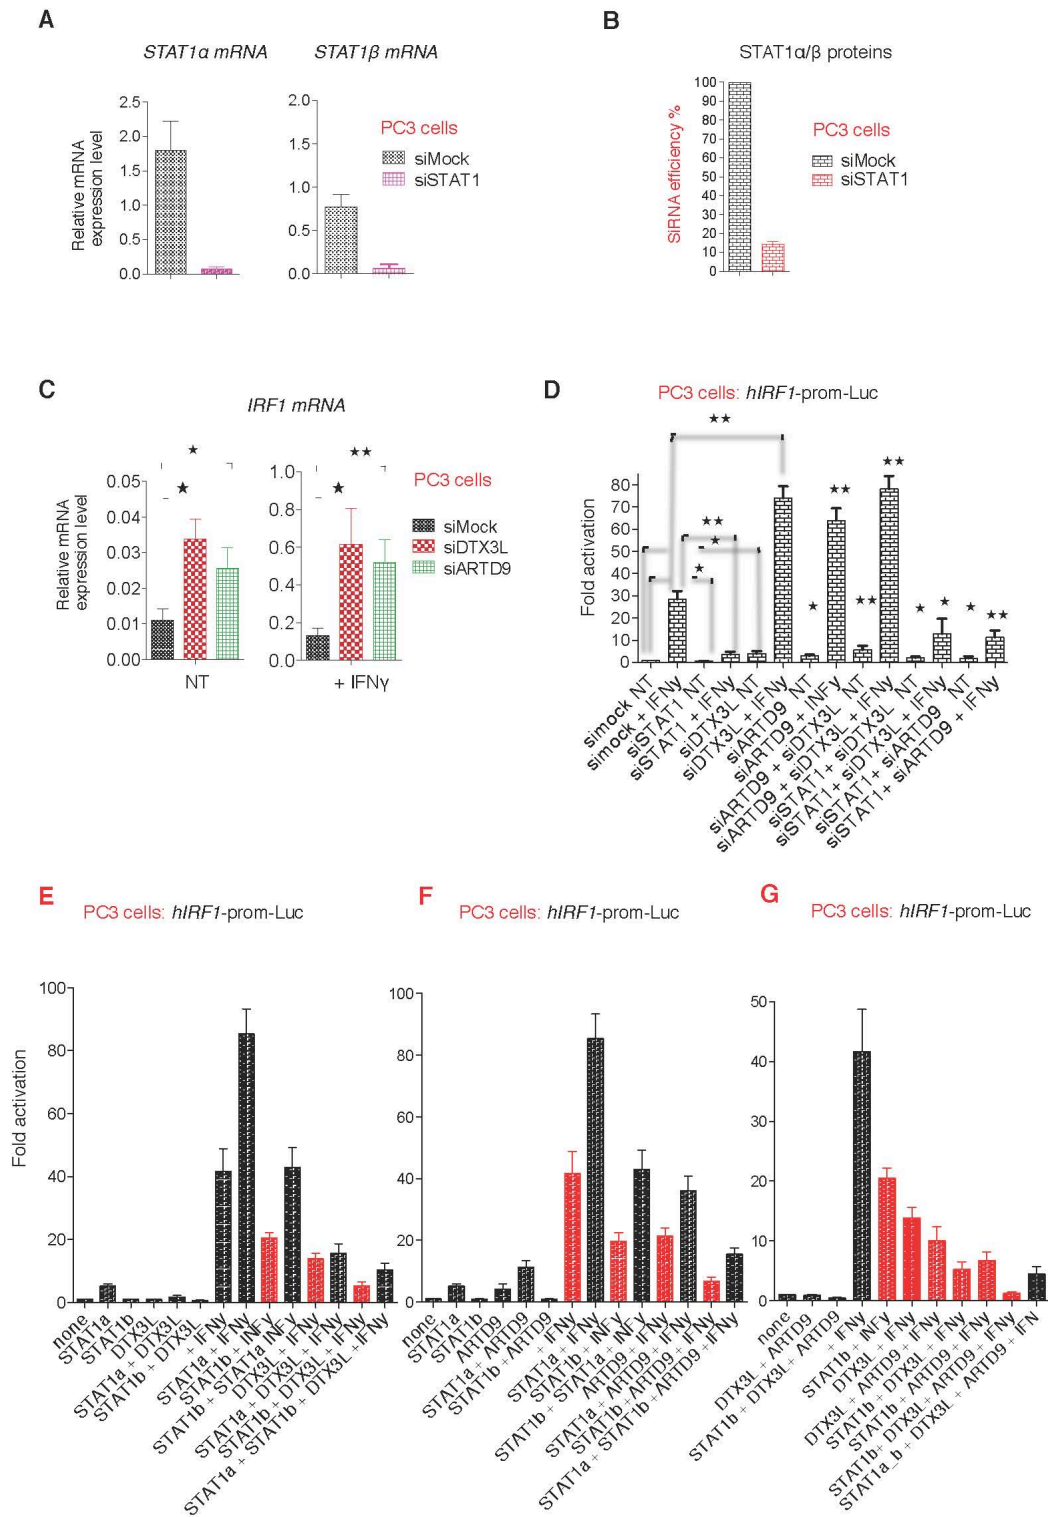 A
STAT1α mRNA
STAT1β mRNA
Relative mRNA
expression level
2.5
2.0
1.5
1.0
0.5
0.0
2.0
1.5
1.0
0.5
0.0
PC3 cells
siMock
siSTAT1
B
STAT1α/β proteins
SiRNA efficiency %
100
90
80
70
60
50
40
30
20
10
0
PC3 cells
siMock
siSTAT1
C
IRF1 mRNA
Relative mRNA
expression level
0.05
0.04
0.03
0.02
0.01
0.00
★
★
NT
1.0
0.8
0.6
0.4
0.2
0.0
★★
★
+ IFNγ
PC3 cells
siMock
siDTX3L
siARTD9
D
PC3 cells: hIRF1-prom-Luc
Fold activation
80
70
60
50
40
30
20
10
0
★★
★★
★
★
★
★★
★★
★★
★
★
★
★★
simock NT
simock + IFNγ
siSTAT1 NT
siSTAT1 + IFNγ
siDTX3L NT
siDTX3L + IFNγ
siARTD9 NT
siARTD9 + INFγ
siARTD9 + siDTX3L NT
siARTD9 + siDTX3L + IFNγ
siSTAT1+ siDTX3L NT
siSTAT1+ siDTX3L + IFNγ
siSTAT1+ siARTD9 NT
siSTAT1+ siARTD9 + IFNγ
E
PC3 cells: hIRF1-prom-Luc
Fold activation
100
80
60
40
20
0
none
STAT1a
STAT1b
DTX3L
STAT1a + DTX3L
STAT1b + DTX3L
+ IFNγ
STAT1a + IFNγ
STAT1b + INFγ
STAT1b + STAT1a INFγ
DTX3L + IFNγ
STAT1a + DTX3L + IFNγ
STAT1b + DTX3L + IFNγ
STAT1a + STAT1b + DTX3L +IFNγ
F
PC3 cells: hIRF1-prom-Luc
100
80
60
40
20
0
none
STAT1a
STAT1b
ARTD9
STAT1a + ARTD9
STAT1b + ARTD9
+ IFNγ
STAT1a + IFNγ
STAT1b + INFγ
STAT1b + STAT1a + IFNγ
ARTD9 + IFNγ
STAT1a + ARTD9 + IFNγ
STAT1b + ARTD9 + IFNγ
STAT1a + STAT1b +ARTD9 + IFNγ
G
PC3 cells: hIRF1-prom-Luc
50
40
30
20
10
0
none
DTX3L + ARTD9
STAT1b + DTX3L + ARTD9
+ IFNγ
STAT1b + INFγ
DTX3L + IFNγ
DTX3L + ARTD9 + IFNγ
STAT1b + DTX3L + IFNγ
STAT1b + ARTD9 + IFNγ
STAT1b+ DTX3L + ARTD9 + IFNγ
STAT1a_b + DTX3L + ARTD9 + IFN